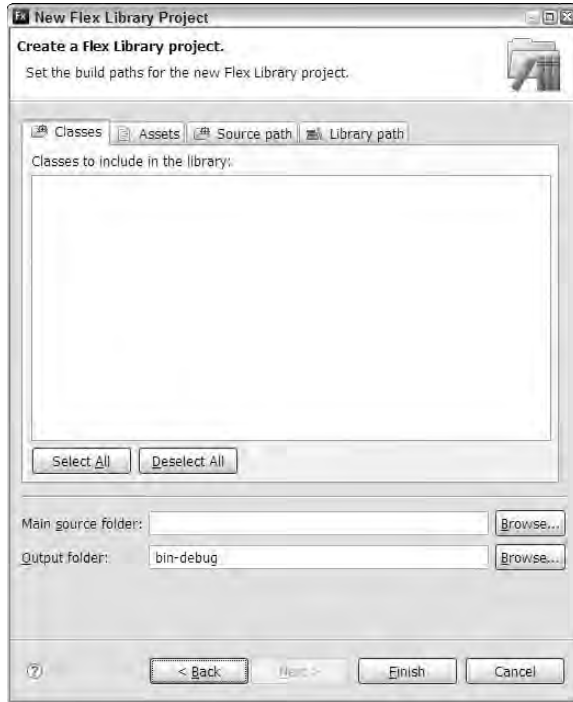 Fx New Flex Library Project
Create a Flex Library project.
Set the build paths for the new Flex Library project.
Classes Assets Source path Library path
Classes to include in the library:
Select All Deselect All
Main source folder: Browse...
Output folder: bin-debug Browse...
? < Back Next > Finish Cancel